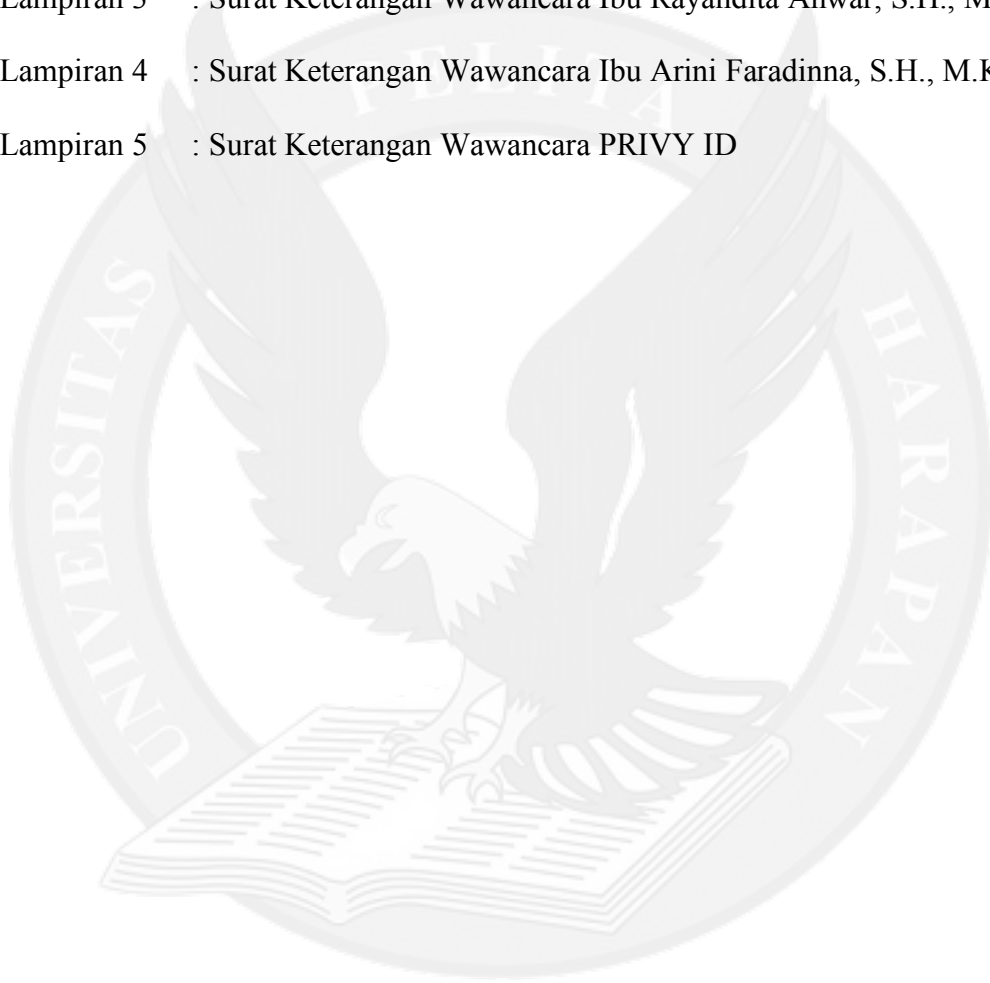 Lampiran 3 : Surat Keterangan Wawancara Ibu Rayandita Anwar, S.H., M
Lampiran 4 : Surat Keterangan Wawancara Ibu Arini Faradinna, S.H., M.K
Lampiran 5 : Surat Keterangan Wawancara PRIVY ID
UNIVERSITAS PELITA HARAPAN